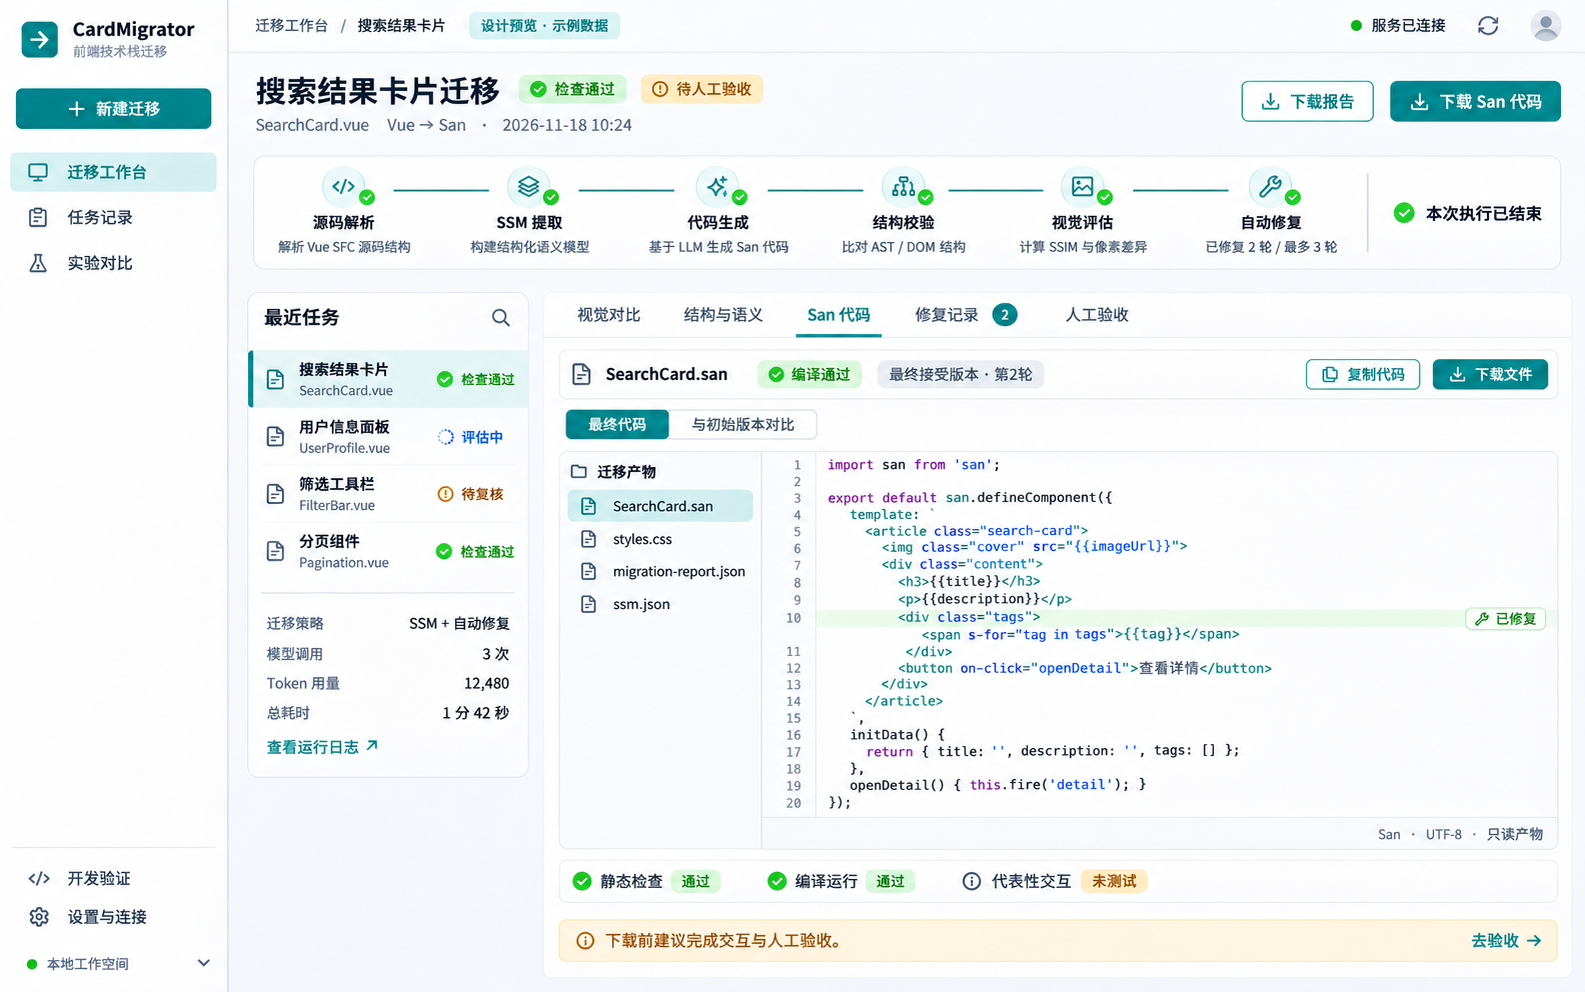 CardMigrator
前端技术栈迁移
新建迁移
迁移工作台
任务记录
实验对比
开发验证
设置与连接
本地工作空间
迁移工作台 / 搜索结果卡片
设计预览 · 示例数据
服务已连接
搜索结果卡片迁移
检查通过
待人工验收
SearchCard.vue Vue → San · 2026-11-18 10:24
下载报告
下载 San 代码
源码解析
解析 Vue SFC 源码结构
SSM 提取
构建结构化语义模型
代码生成
基于 LLM 生成 San 代码
结构校验
比对 AST / DOM 结构
视觉评估
计算 SSIM 与像素差异
自动修复
已修复 2 轮 / 最多 3 轮
本次执行已结束
最近任务
搜索结果卡片
SearchCard.vue
检查通过
用户信息面板
UserProfile.vue
评估中
筛选工具栏
FilterBar.vue
待复核
分页组件
Pagination.vue
检查通过
迁移策略 SSM + 自动修复
模型调用 3 次
Token 用量 12,480
总耗时 1 分 42 秒
查看运行日志 ↗
视觉对比
结构与语义
San 代码
修复记录 2
人工验收
SearchCard.san
编译通过
最终接受版本 · 第2轮
复制代码
下载文件
最终代码
与初始版本对比
迁移产物
SearchCard.san
styles.css
migration-report.json
ssm.json
1 import san from 'san';
2
3 export default san.defineComponent({
4 template: `
5 <article class="search-card">
6 <img class="cover" src="{{imageUrl}}">
7 <div class="content">
8 <h3>{{title}}</h3>
9 <p>{{description}}</p>
10 <div class="tags">
已修复
<span s-for="tag in tags">{{tag}}</span>
11 </div>
12 <button on-click="openDetail">查看详情</button>
13 </div>
14 </article>
15 `,
16 initData() {
17 return { title: '', description: '', tags: [] };
18 },
19 openDetail() { this.fire('detail'); }
20 });
San · UTF-8 · 只读产物
静态检查 通过
编译运行 通过
代表性交互 未测试
下载前建议完成交互与人工验收。
去验收 →